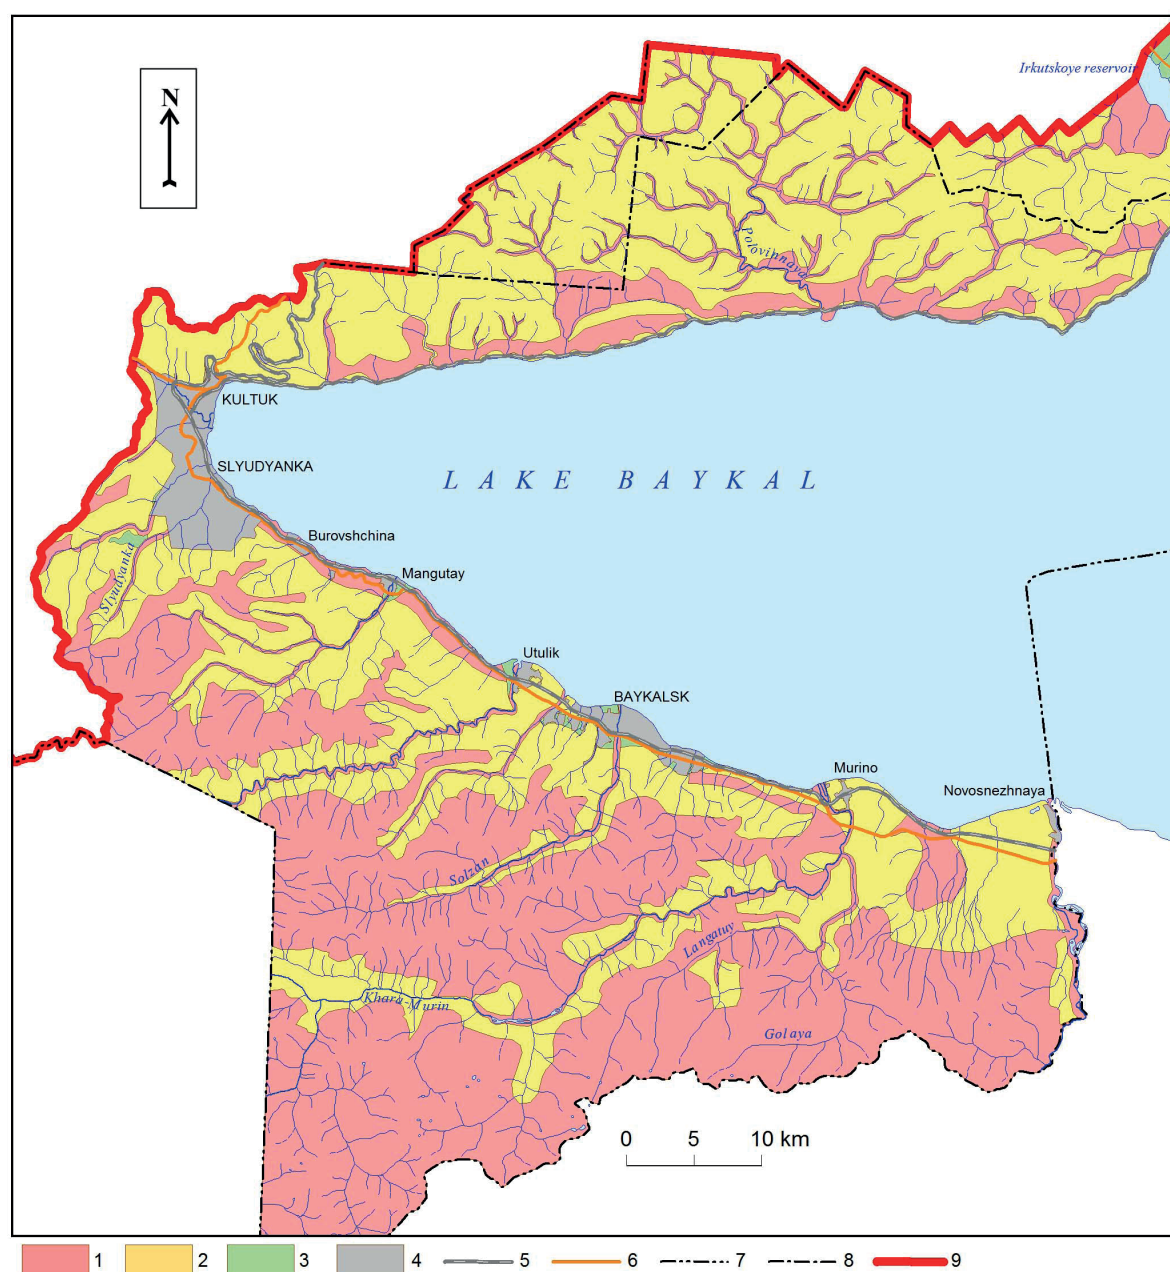 Irkutskoye reservoir
N
Polovinnaya
KULTUK
SLYUDYANKA
LAKE BAYKAL
Burovshchina
Slyudyanka
Mangutay
Utulik
BAYKALSK
Murino
Novosnezhnaya
Solzan
Langatuy
Khara-Murin
Golaya
0 5 10 km
1 2 3 4 5 6 7 8 9